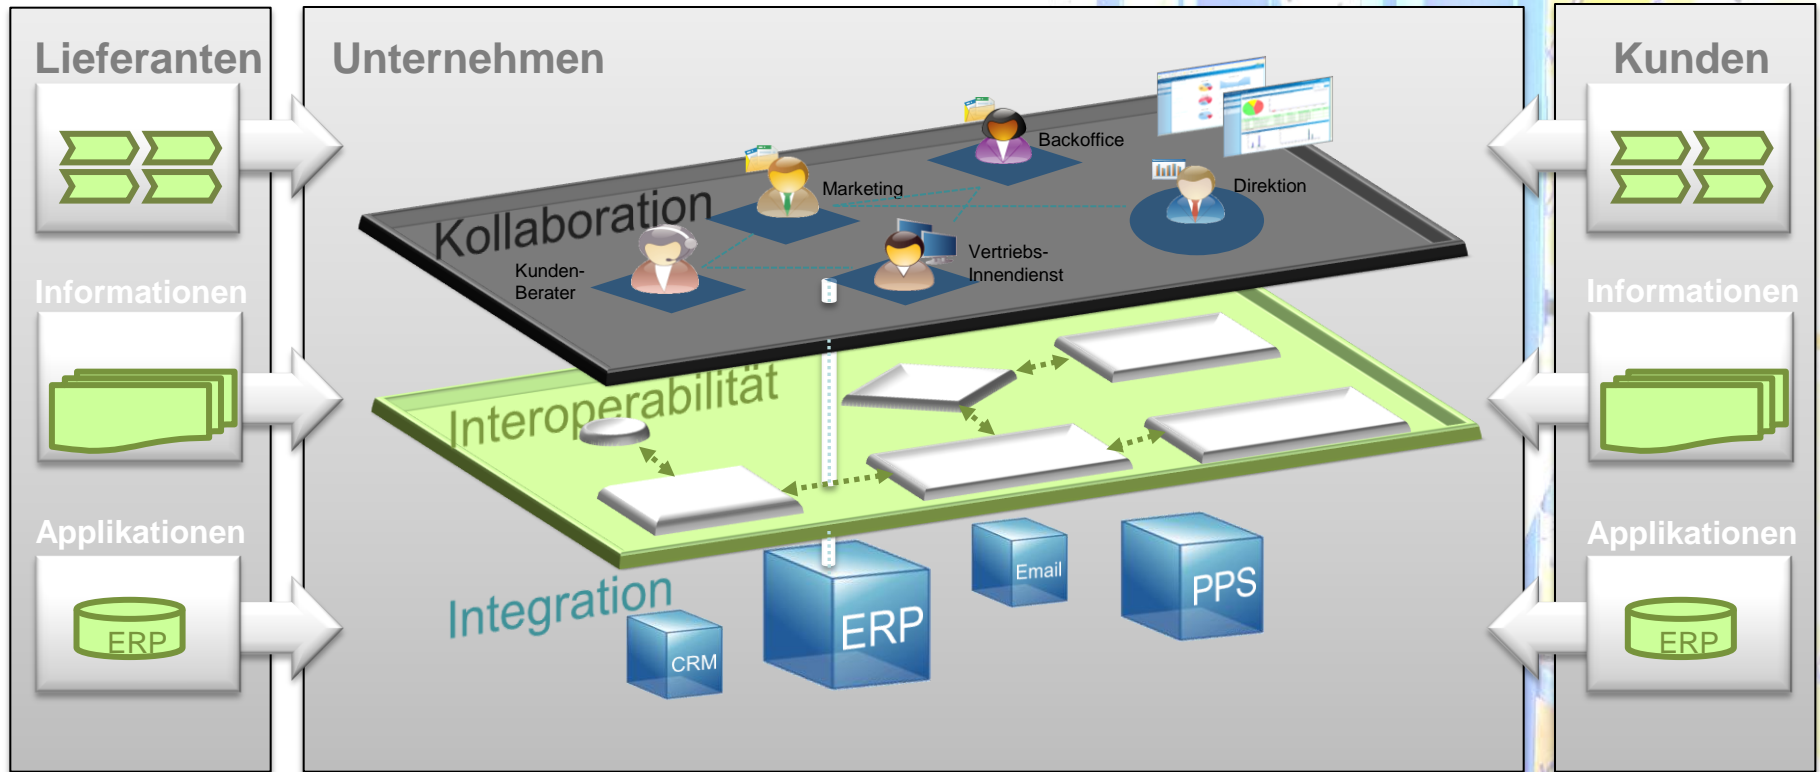 Lieferanten
Informationen
Applikationen
ERP
Unternehmen
Kollaboration
Backoffice
Marketing
Direktion
Kunden-
Berater
Vertriebs-
Innendienst
Interoperabilität
Integration
CRM
ERP
Email
PPS
Kunden
Informationen
Applikationen
ERP